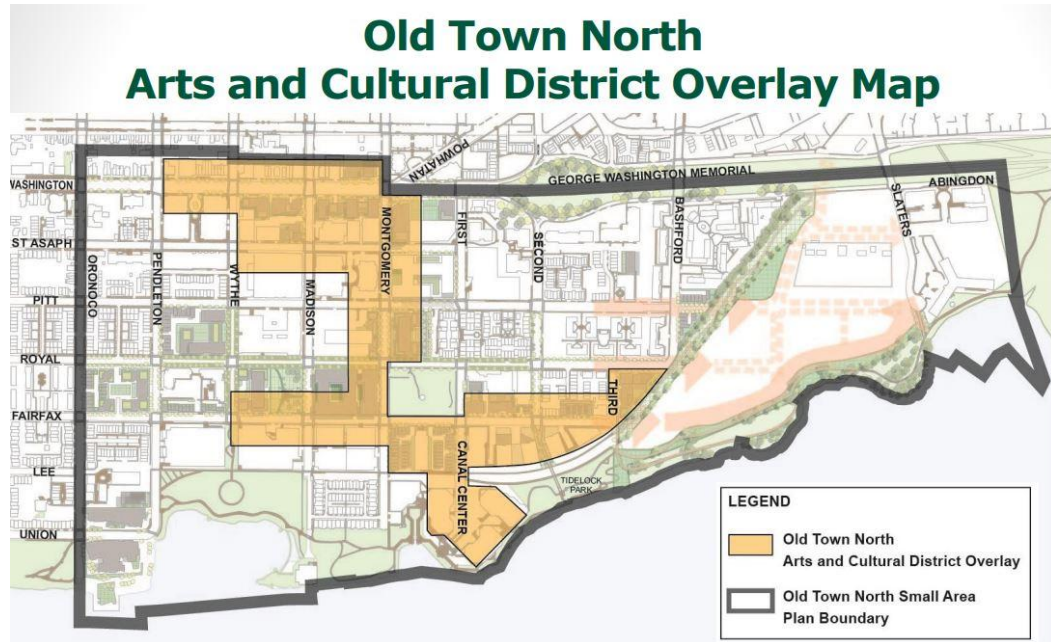 Old Town North
Arts and Cultural District Overlay Map
POWHATAN
GEORGE WASHINGTON MEMORIAL
WASHINGTON
ABINGDON
SLATERS
MONTGOMERY
FIRST
BASHFORD
ST ASAPH
SECOND
ORONOCO
PENDLETON
WYTHE
MADISON
PITT
ROYAL
THIRD
FAIRFAX
CANAL CENTER
LEE
TIDELOCK
PARK
UNION
LEGEND
Old Town North
Arts and Cultural District Overlay
Old Town North Small Area
Plan Boundary